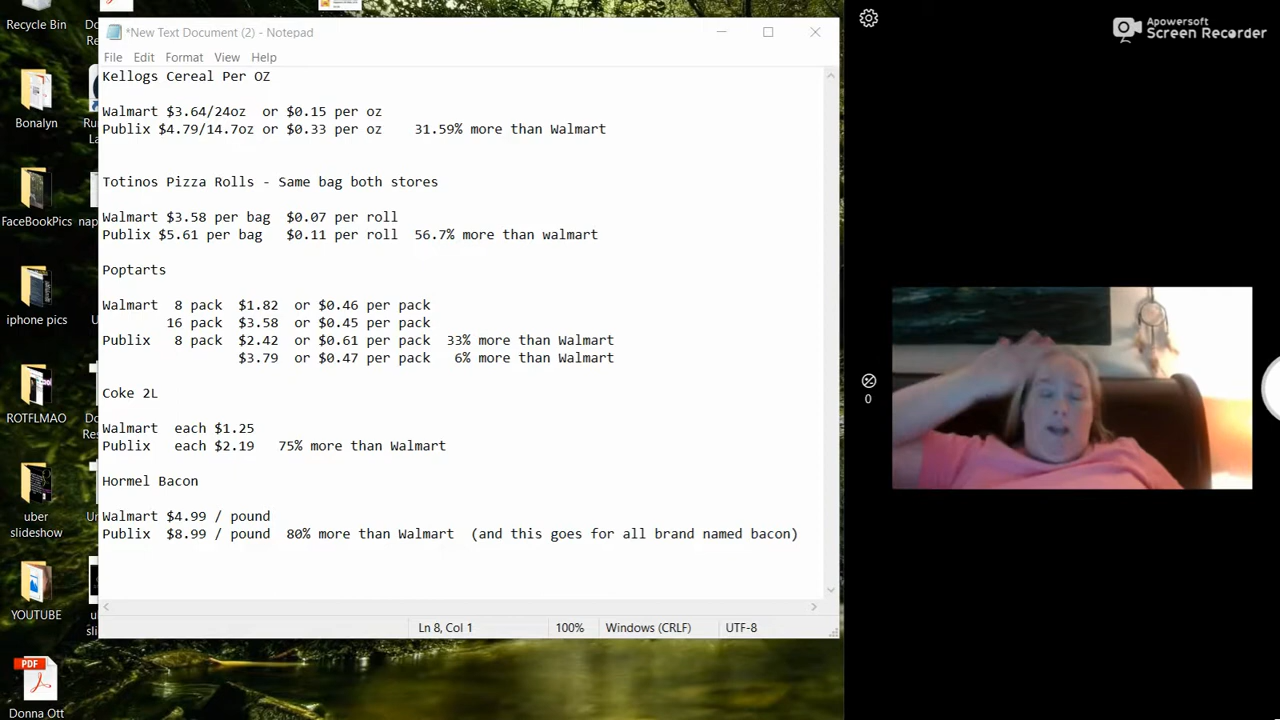 Recycle Bin
Bonalyn
FaceBookPics
iphone pics
ROTFLMAO
uber
slideshow
YOUTUBE
PDF
Donna Ott
*New Text Document (2) - Notepad
File Edit Format View Help
Kellogs Cereal Per OZ
Walmart $3.64/24oz or $0.15 per oz
Publix $4.79/14.7oz or $0.33 per oz 31.59% more than Walmart
Totinos Pizza Rolls - Same bag both stores
Walmart $3.58 per bag $0.07 per roll
Publix $5.61 per bag $0.11 per roll 56.7% more than walmart
Poptarts
Walmart 8 pack $1.82 or $0.46 per pack
16 pack $3.58 or $0.45 per pack
Publix 8 pack $2.42 or $0.61 per pack 33% more than Walmart
$3.79 or $0.47 per pack 6% more than Walmart
Coke 2L
Walmart each $1.25
Publix each $2.19 75% more than Walmart
Hormel Bacon
Walmart $4.99 / pound
Publix $8.99 / pound 80% more than Walmart (and this goes for all brand named bacon)
Ln 8, Col 1 100% Windows (CRLF) UTF-8
Apowersoft
Screen Recorder
0